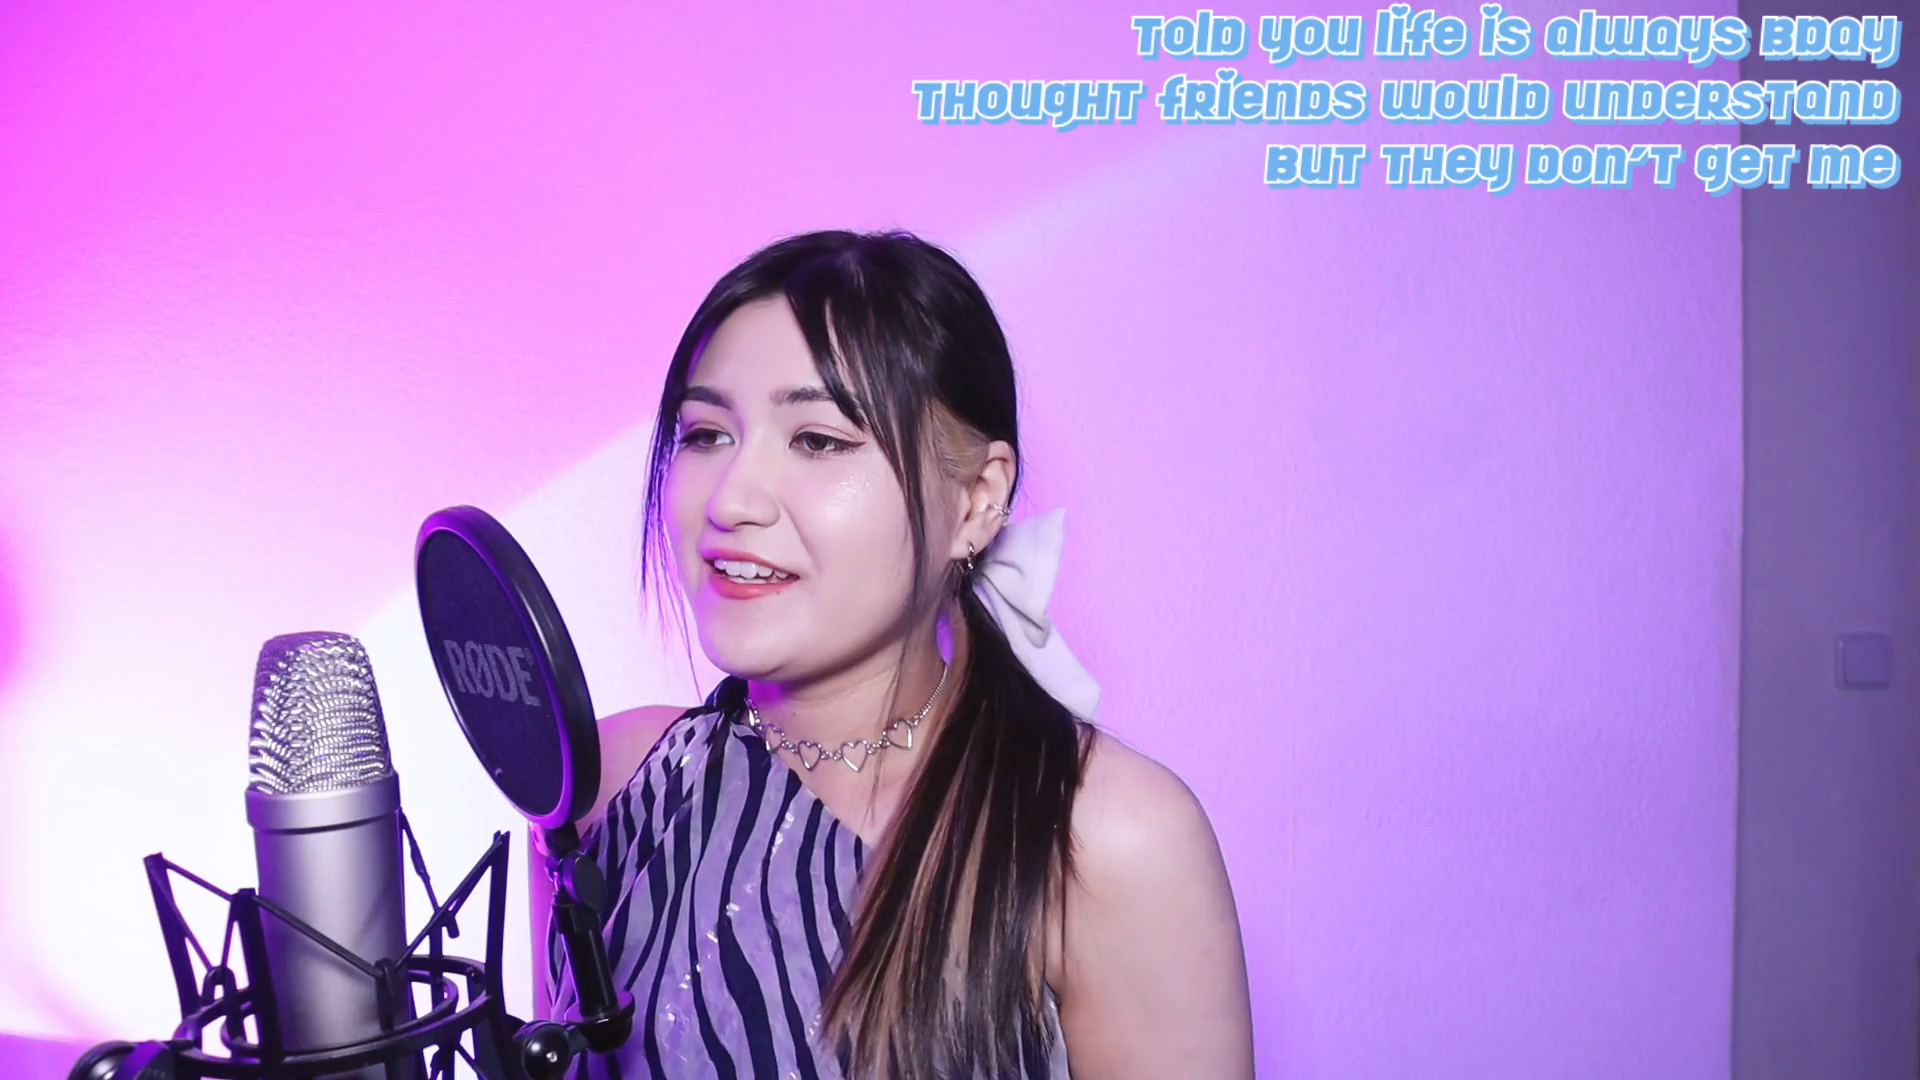 Told you life is always bday
Thought friends would understand
But they don't get me
RØDE